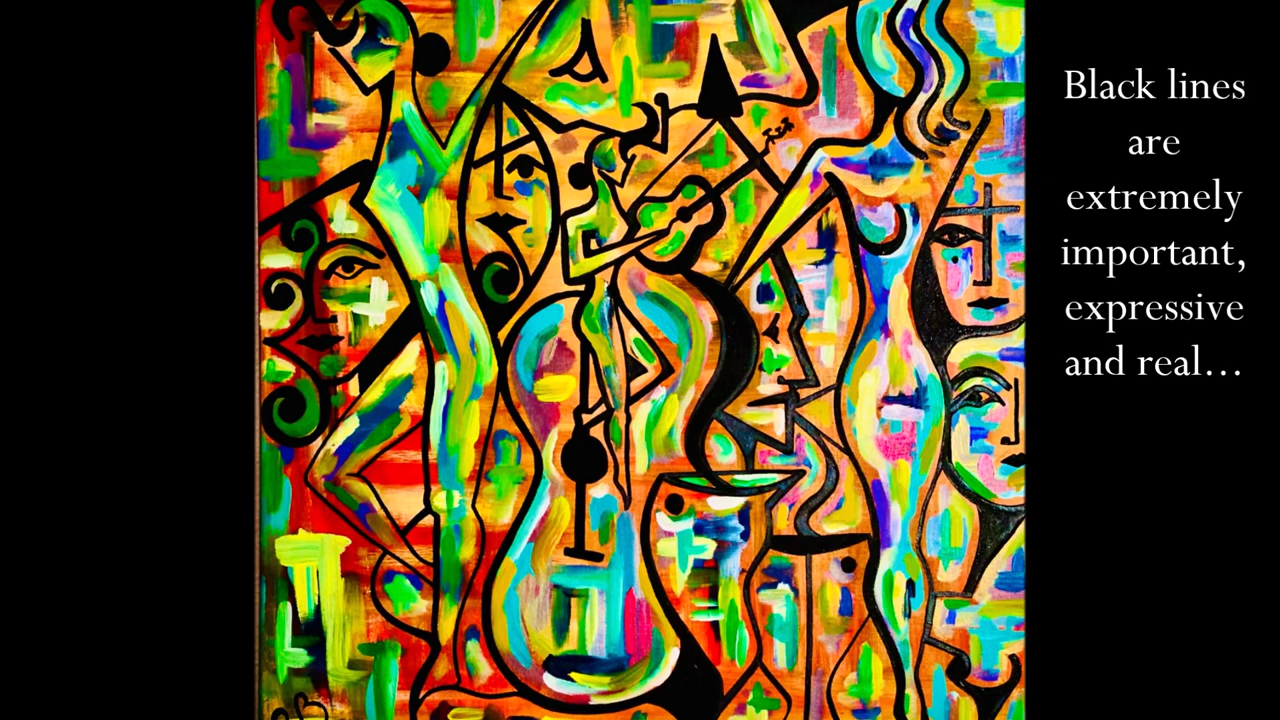 Black lines
are
extremely
important,
expressive
and real...